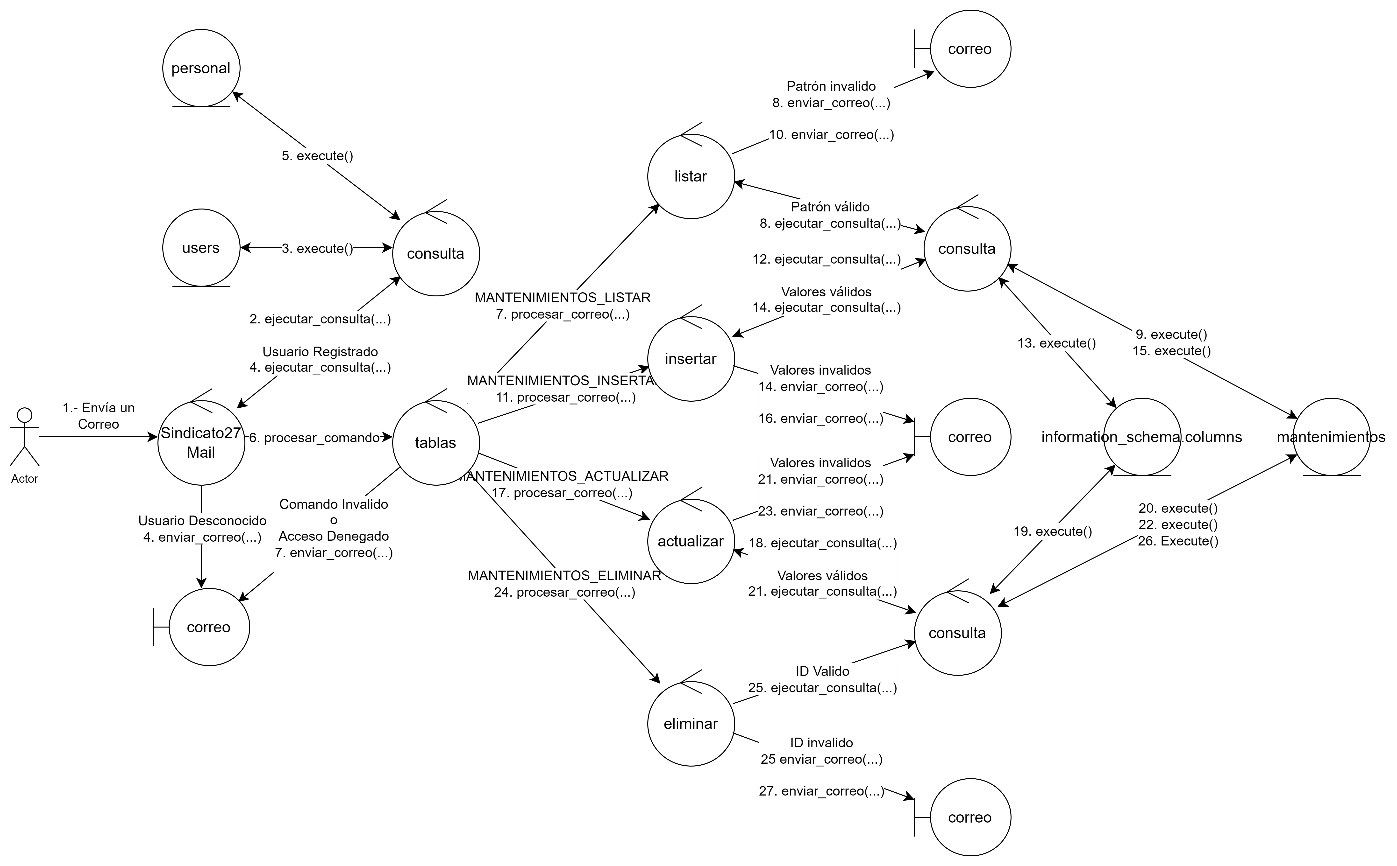 correo
personal
Patrón invalido
8. enviar_correo(...)
10. enviar_correo(...)
5. execute()
listar
Patrón válido
8. ejecutar_consulta(...)
users
3. execute()
consulta
consulta
12. ejecutar_consulta(...)
MANTENIMIENTOS_LISTAR
7. procesar_correo(...)
Valores válidos
14. ejecutar_consulta(...)
2. ejecutar_consulta(...)
9. execute()
15. execute()
13. execute()
Usuario Registrado
4. ejecutar_consulta(...)
insertar
Valores invalidos
14. enviar_correo(...)
MANTENIMIENTOS_INSERTA
11. procesar_correo(...)
1.- Envía un
Correo
16. enviar_correo(...)
Sindicato27
Mail
6. procesar_comando
tablas
correo
information_schema.columns
mantenimientos
Actor
Valores invalidos
21. enviar_correo(...)
MANTENIMIENTOS_ACTUALIZAR
17. procesar_correo(...)
Comando Invalido
o
Acceso Denegado
7. enviar_correo(...)
Usuario Desconocido
4. enviar_correo(...)
23. enviar_correo(...)
20. execute()
22. execute()
26. Execute()
19. execute()
actualizar
18. ejecutar_consulta(...)
MANTENIMIENTOS_ELIMINAR
24. procesar_correo(...)
Valores válidos
21. ejecutar_consulta(...)
correo
consulta
ID Valido
25. ejecutar_consulta(...)
eliminar
ID invalido
25 enviar_correo(...)
27. enviar_correo(...)
correo